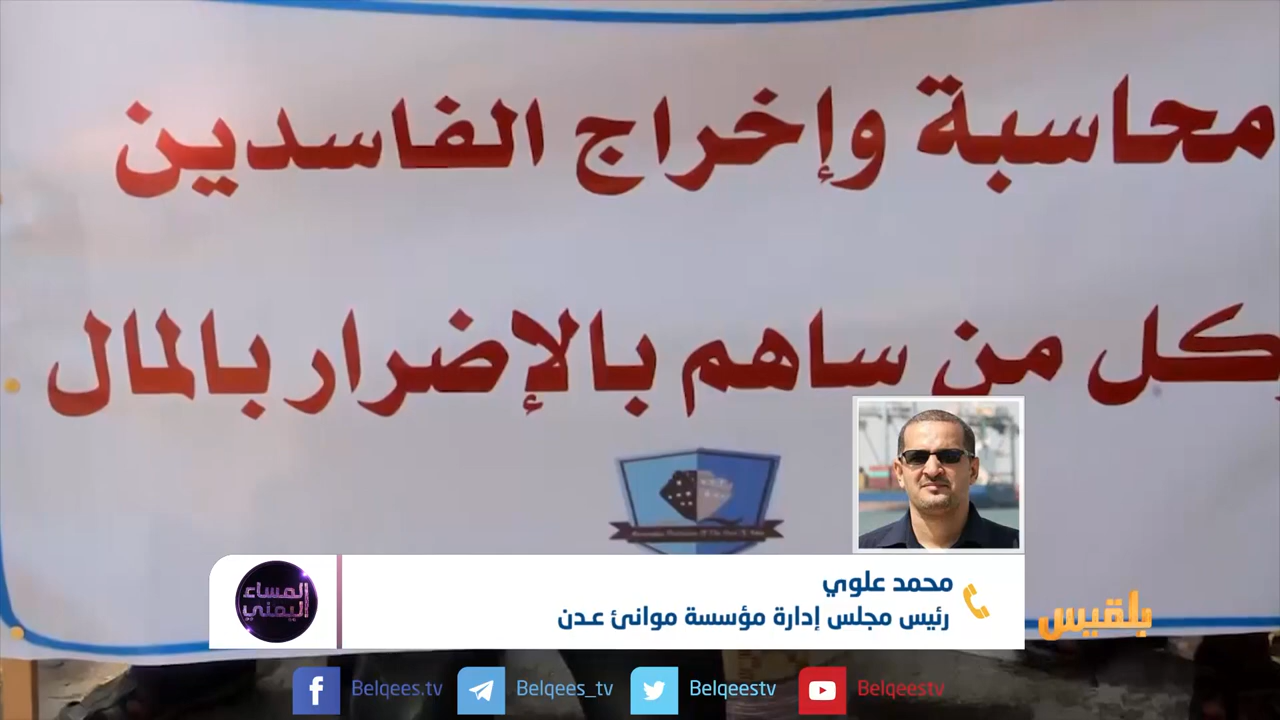 محاسبة وإخراج الفاسدين
كل من ساهم بالإضرار بالمال
محمد علوي
رئيس مجلس إدارة مؤسسة موانئ عدن
المساء
اليمني
بلقيس
Belqees.tv
Belqees_tv
Belqeestv
Belqeestv